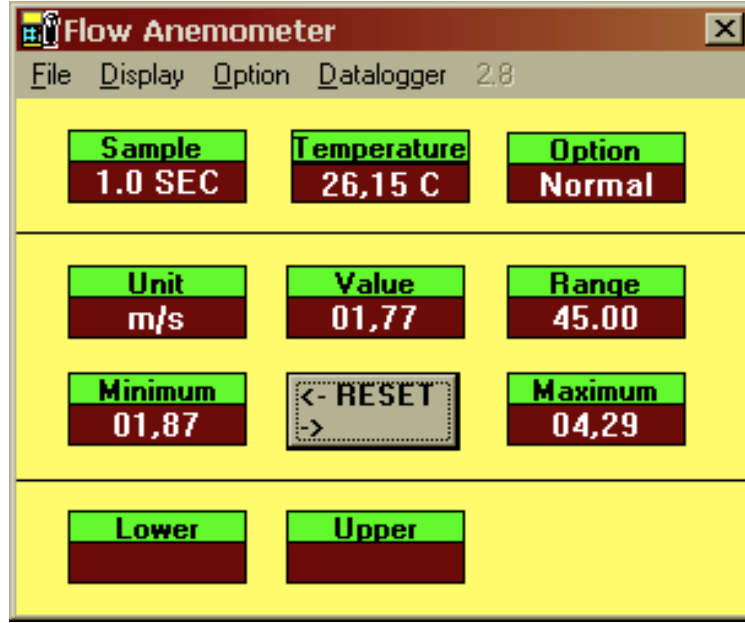 Flow Anemometer
File Display Option Datalogger 2.8
Sample Temperature Option
1.0 SEC 26,15 C Normal
Unit Value Range
m/s 01,77 45.00
Minimum <- RESET Maximum
01,87 -> 04,29
Lower Upper